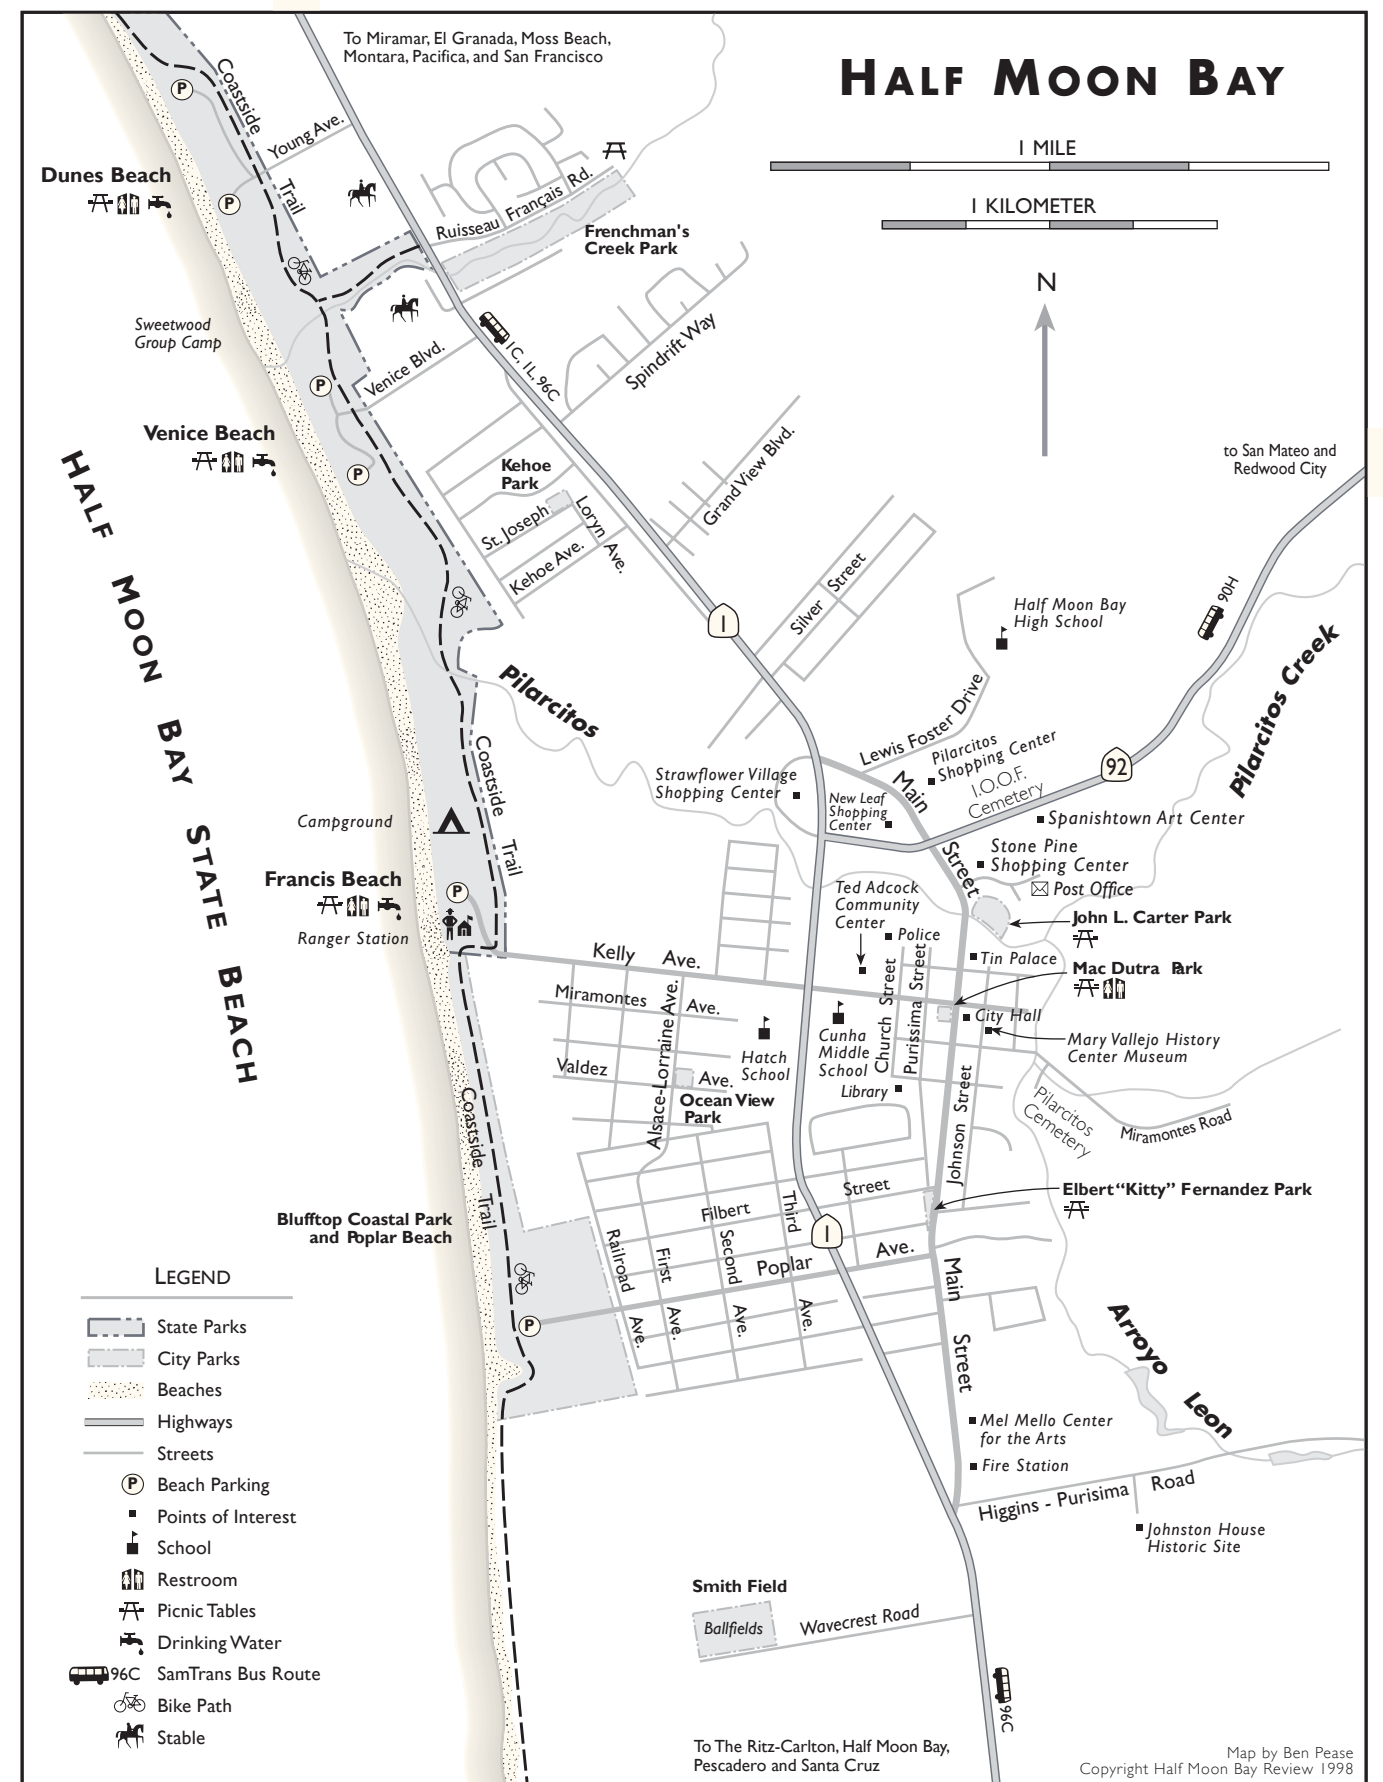 To Miramar, El Granada, Moss Beach,
Montara, Pacifica, and San Francisco
HALF MOON BAY
1 MILE
1 KILOMETER
N
P
Coastside
Trail
Young Ave.
Dunes Beach
P
Ruisseau Français Rd.
Frenchman's
Creek Park
Sweetwood
Group Camp
1C, 1L, 96C
Spindrift Way
Venice Blvd.
P
Venice Beach
P
Grand View Blvd.
to San Mateo and
Redwood City
Kehoe
Park
St. Joseph
Loryn Ave.
Kehoe Ave.
HALF MOON BAY STATE BEACH
1
Silver Street
Half Moon Bay
High School
90H
Pilarcitos Creek
Pilarcitos
Lewis Foster Drive
Pilarcitos
Shopping Center
I.O.O.F.
Cemetery
92
Strawflower Village
Shopping Center
New Leaf
Shopping
Center
Main Street
Spanishtown Art Center
Stone Pine
Shopping Center
Post Office
Coastside Trail
Campground
Francis Beach
P
Ranger Station
Ted Adcock
Community
Center
Police
John L. Carter Park
Tin Palace
Mac Dutra Park
City Hall
Mary Vallejo History
Center Museum
Kelly Ave.
Miramontes Ave.
Alsace-Lorraine Ave.
Valdez Ave.
Hatch
School
Cunha
Middle
School
Church Street
Purissima Street
Library
Ocean View
Park
Johnson Street
Pilarcitos
Cemetery
Miramontes Road
Coastside Trail
Elbert “Kitty” Fernandez Park
Blufftop Coastal Park
and Poplar Beach
Filbert Street
Railroad Ave.
First Ave.
Second Ave.
Third Ave.
1
Poplar Ave.
P
Main Street
Arroyo Leon
Mel Mello Center
for the Arts
Fire Station
Higgins - Purisima Road
Johnston House
Historic Site
Smith Field
Ballfields
Wavecrest Road
96C
To The Ritz-Carlton, Half Moon Bay,
Pescadero and Santa Cruz
LEGEND
State Parks
City Parks
Beaches
Highways
Streets
P Beach Parking
Points of Interest
School
Restroom
Picnic Tables
Drinking Water
96C SamTrans Bus Route
Bike Path
Stable
Map by Ben Pease
Copyright Half Moon Bay Review 1998